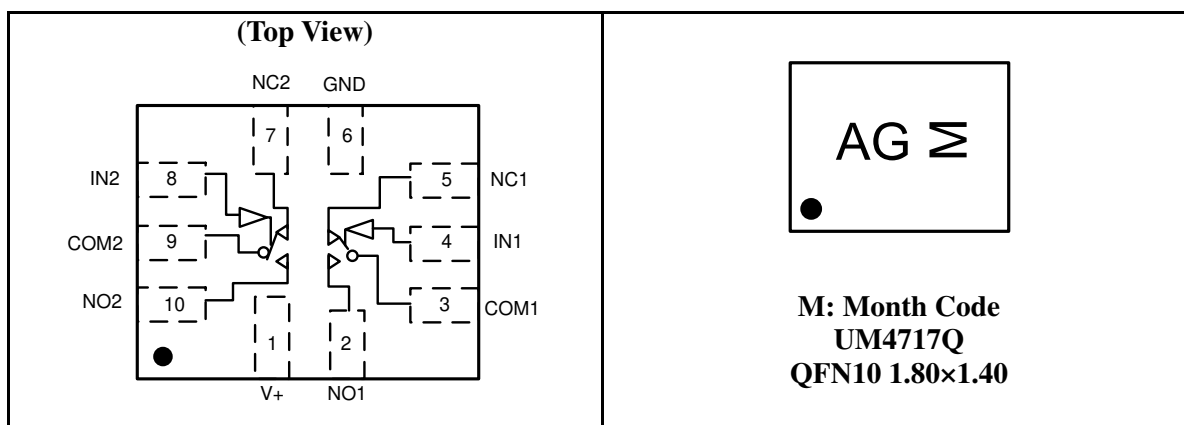 (Top View)
NC2 GND
7 6
IN2 8 5 NC1
COM2 9 4 IN1
NO2 10 3 COM1
1 2
V+ NO1
AG M
M: Month Code
UM4717Q
QFN10 1.80×1.40